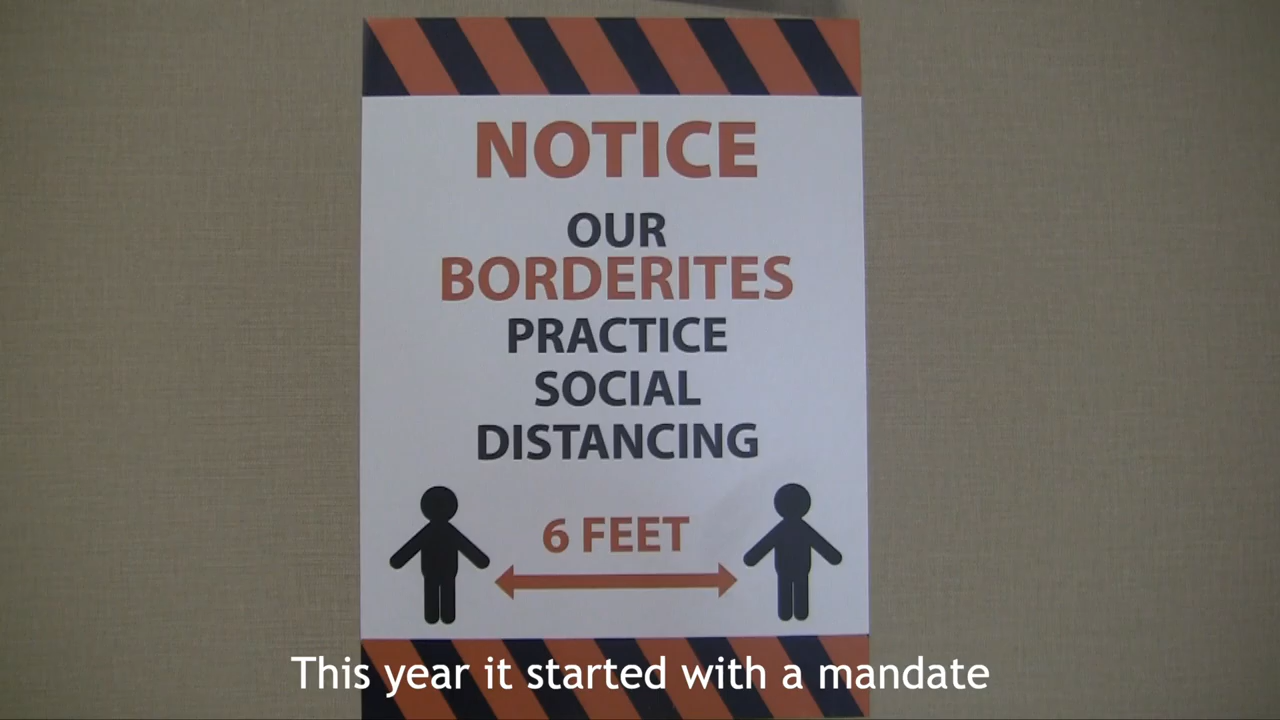 NOTICE
OUR
BORDERITES
PRACTICE
SOCIAL
DISTANCING
6 FEET
This year it started with a mandate